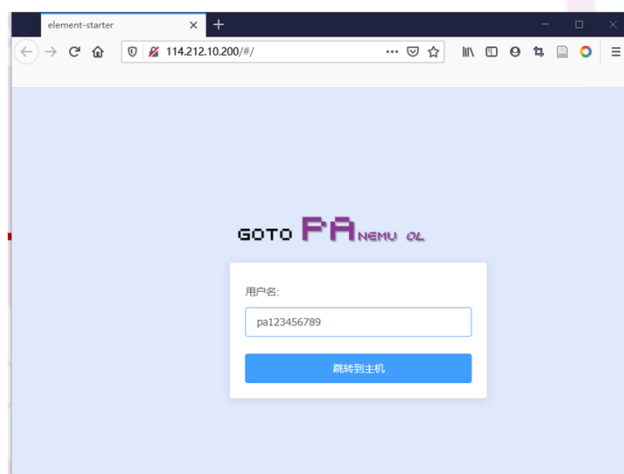 element-starter
114.212.10.200/#/
GOTO PA NEMU OL
用户名:
pa123456789
跳转到主机